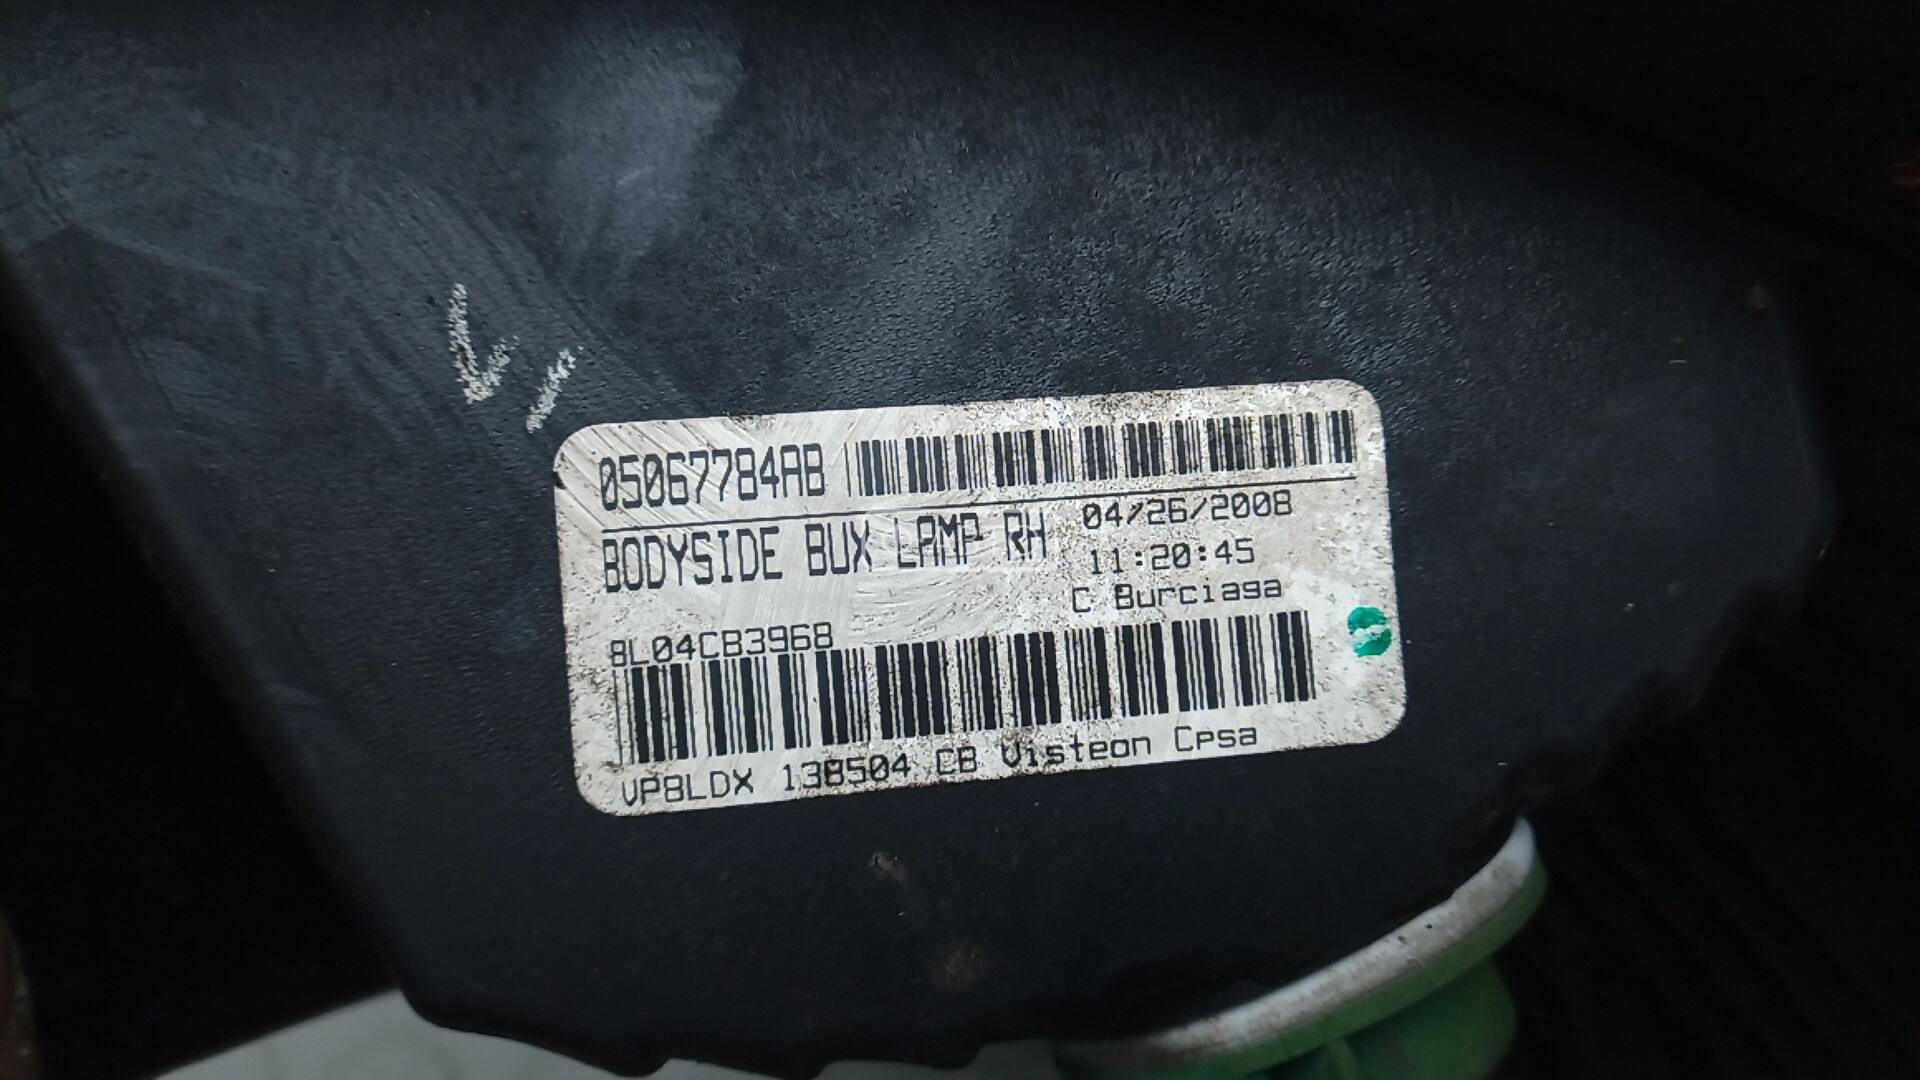 05067784AB
BODYSIDE BUX LAMP RH
04/26/2008
11:20:45
C Burciaga
8L04CB3968
VP8LDX 138504 CB Visteon Cpsa